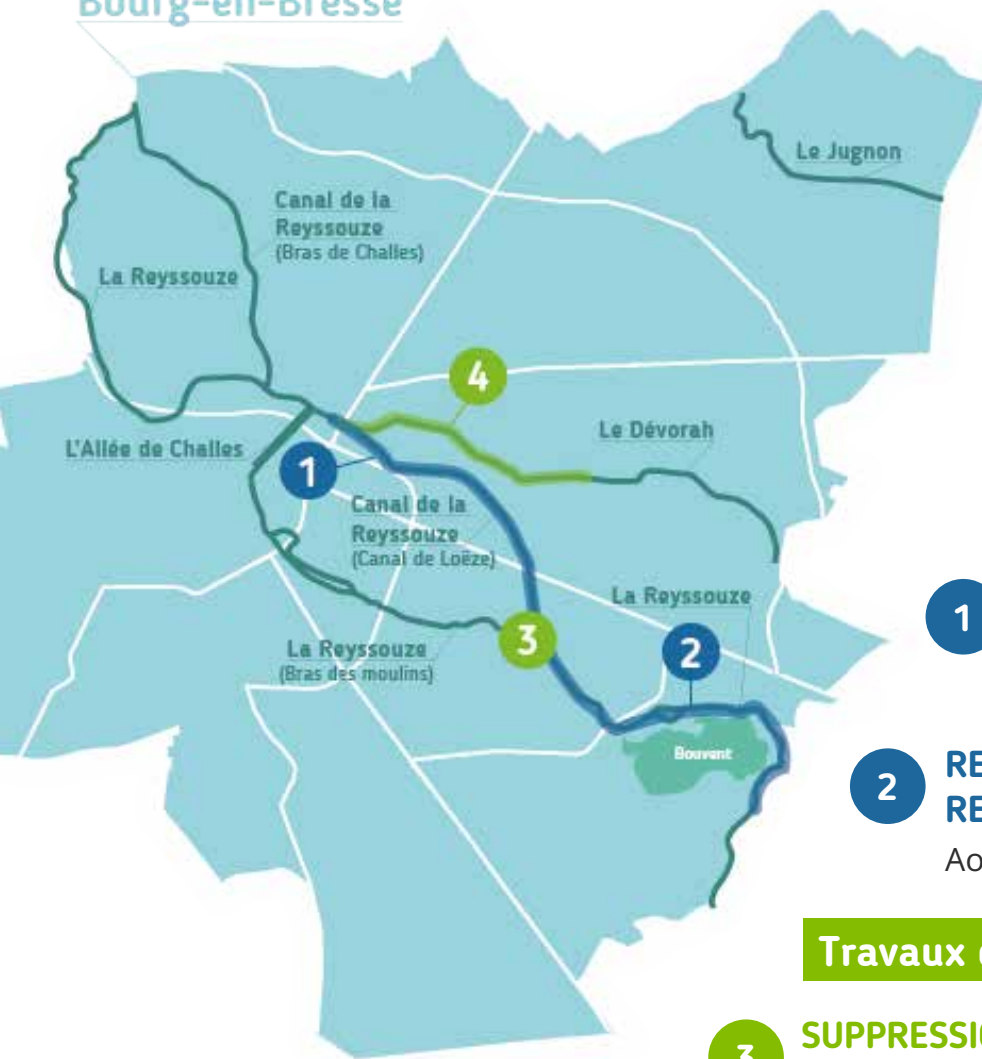 Bourg-en-Bresse
Le Jugnon
Canal de la
Reyssouze
(Bras de Challes)
La Reyssouze
4
L'Allée de Challes
Le Dévorah
1
Canal de la
Reyssouze
(Canal de Loëze)
La Reyssouze
3
2
La Reyssouze
(Bras des moulins)
Bouvent
1
2
RE
RE
Ao
Travaux
3
SUPPRESSI